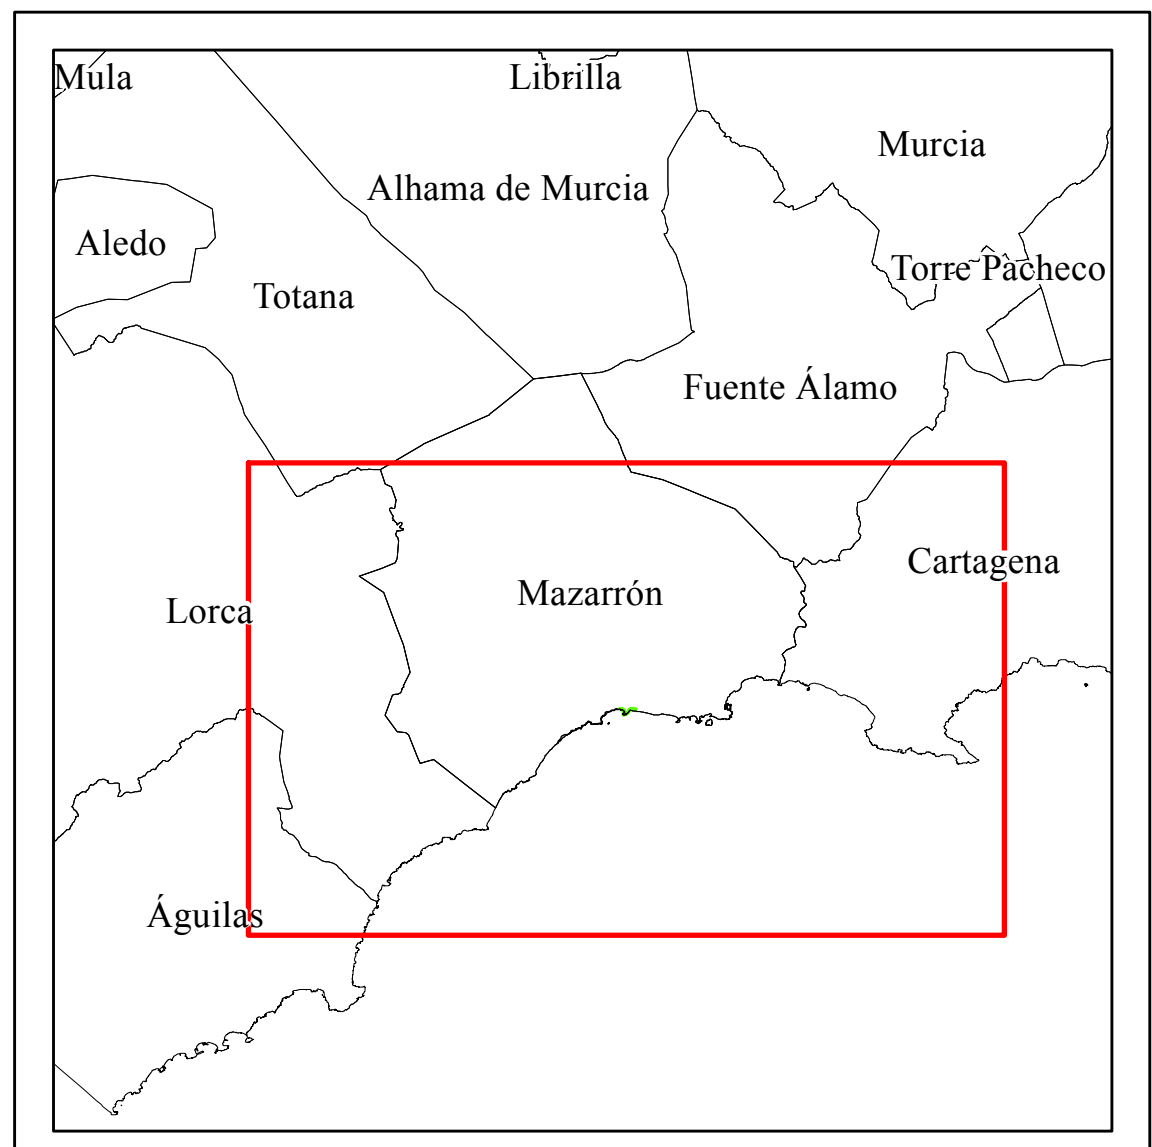 Mula
Librilla
Murcia
Alhama de Murcia
Aledo
Torre Pacheco
Totana
Fuente Álamo
Cartagena
Mazarrón
Lorca
Águilas